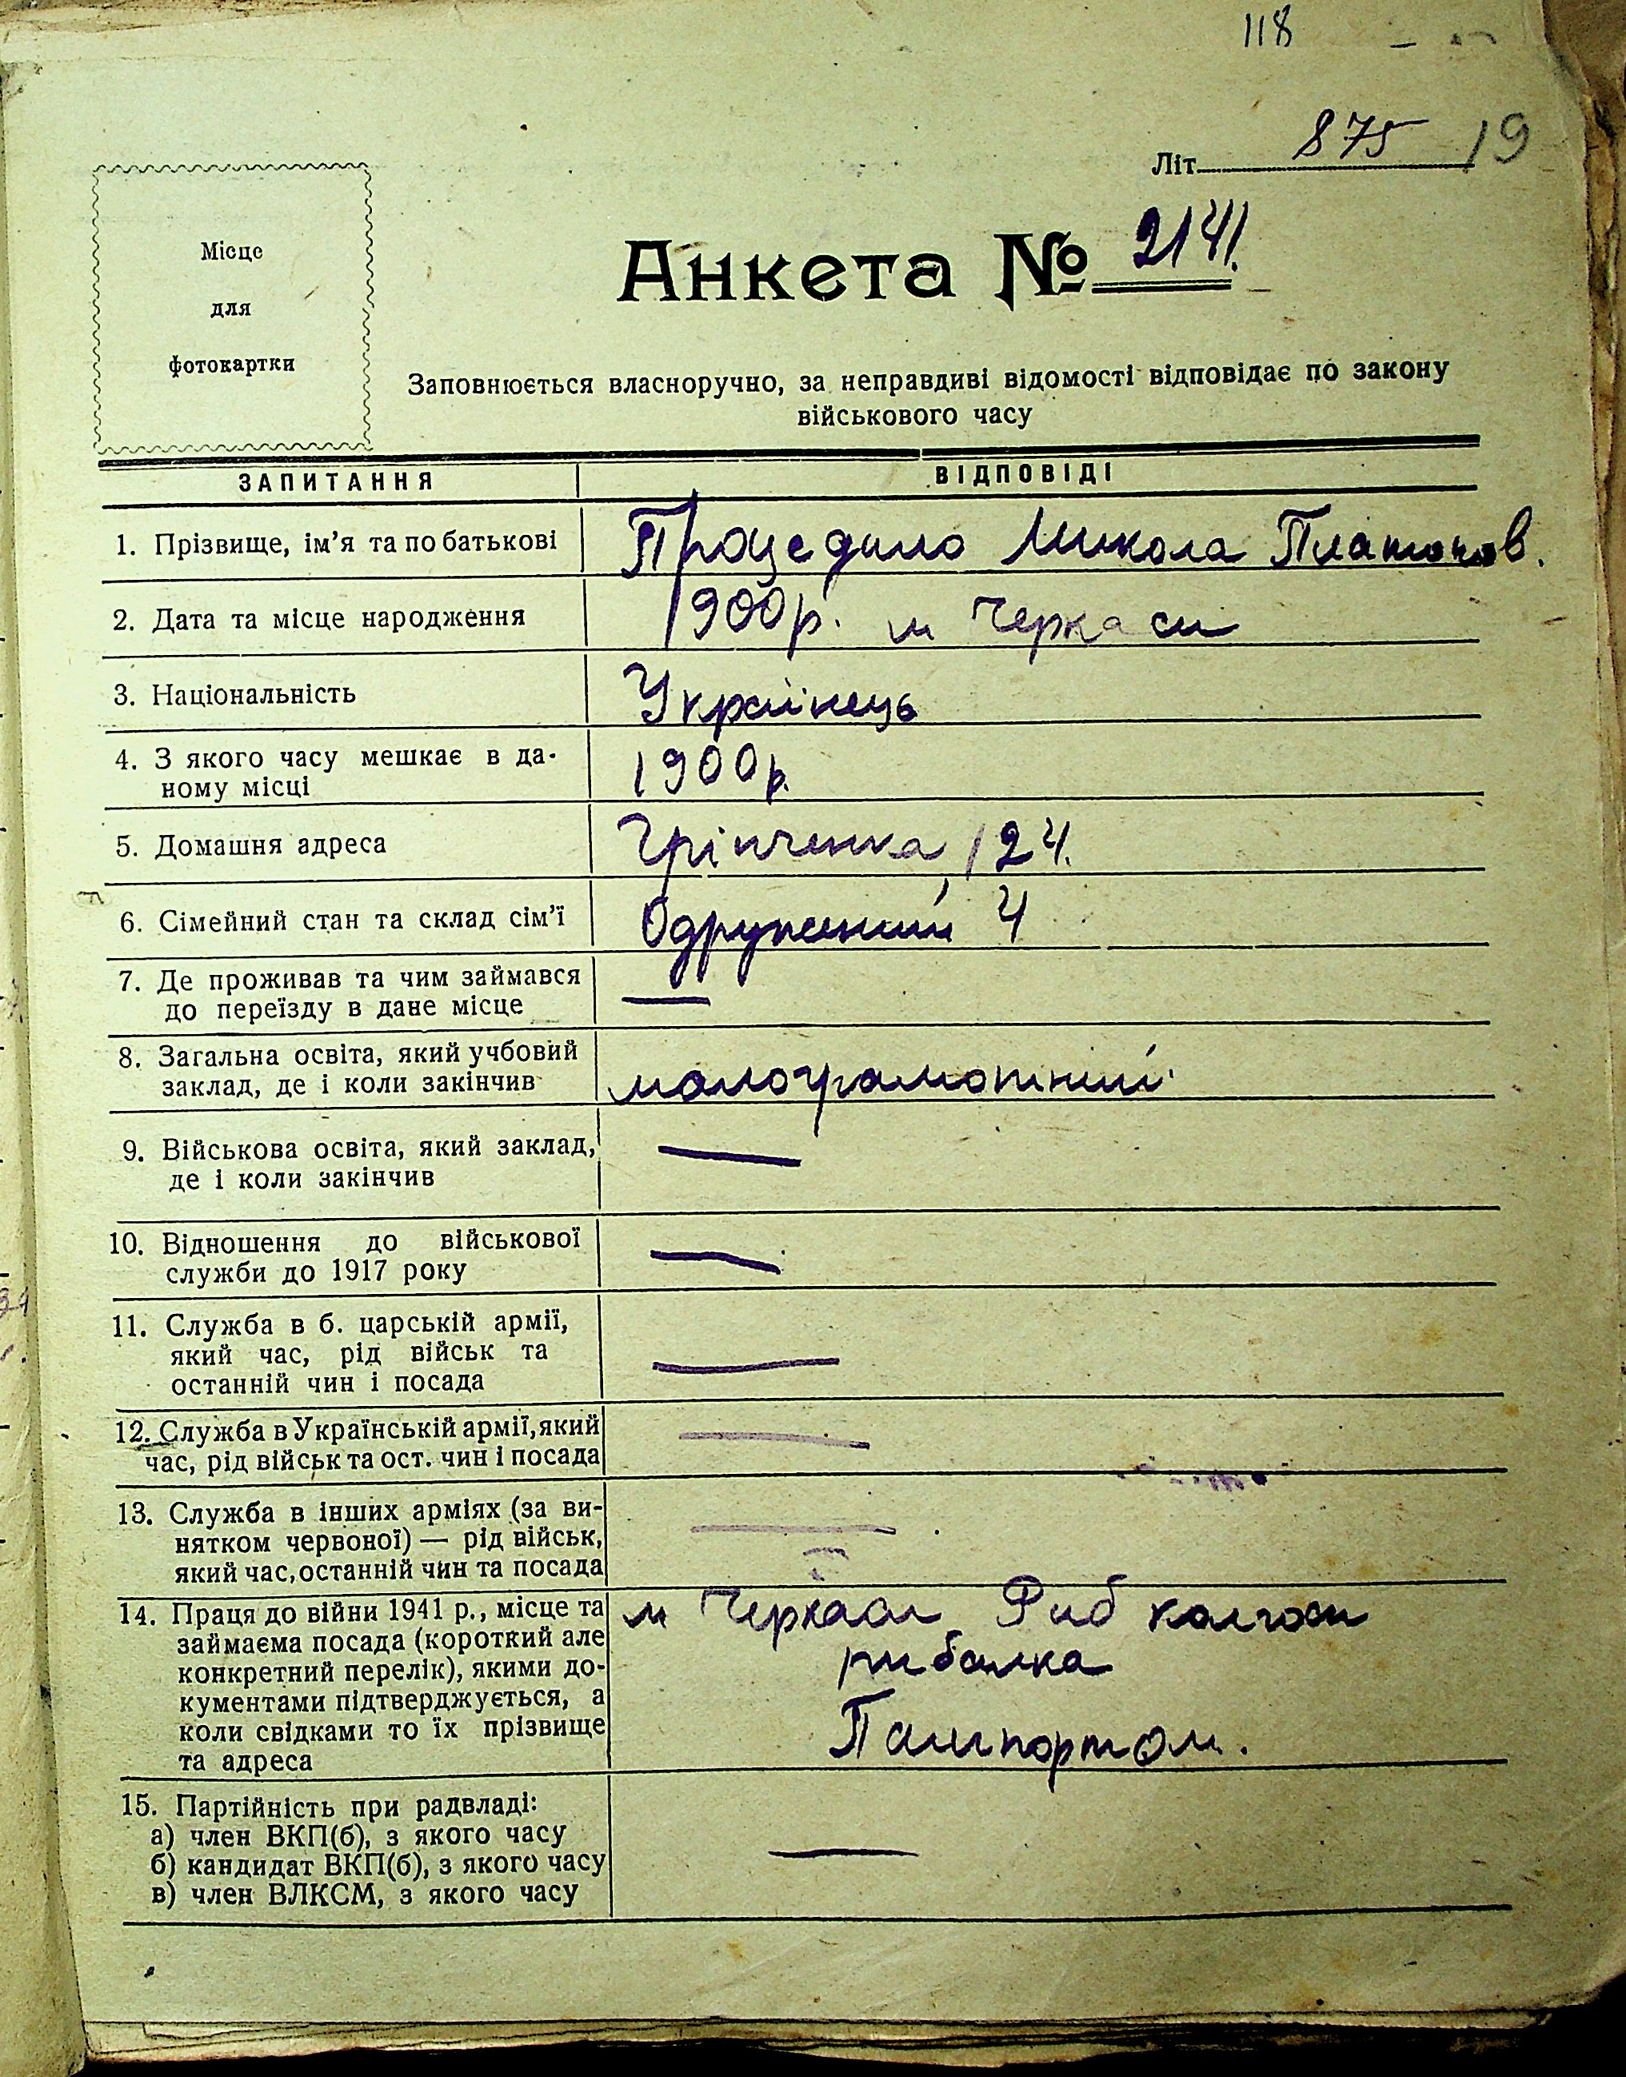 118
Літ. 875 19
Місце
для
фотокартки
Анкета № 2141.
Заповнюється власноручно, за неправдиві відомості відповідає по закону
військового часу
ЗАПИТАННЯ ВІДПОВІДІ
1. Прізвище, ім'я та по батькові Процедило Микола Платонов.
2. Дата та місце народження 1900р. м Черкаси
3. Національність Українець
4. З якого часу мешкає в да-
ному місці 1900р.
5. Домашня адреса Грінченка 124.
6. Сімейний стан та склад сім'ї Одружений 4
7. Де проживав та чим займався
до переїзду в дане місце —
8. Загальна освіта, який учбовий
заклад, де і коли закінчив малограмотний
9. Військова освіта, який заклад,
де і коли закінчив —
10. Відношення до військової
служби до 1917 року —
11. Служба в б. царській армії,
який час, рід військ та
останній чин і посада —
12. Служба в Українській армії, який
час, рід військ та ост. чин і посада —
13. Служба в інших арміях (за ви-
нятком червоної) — рід військ,
який час, останній чин та посада —
14. Праця до війни 1941 р., місце та м Черкаси Риб колгосп
займаєма посада (короткий але
конкретний перелік), якими до- рибалка
кументами підтверджується, а
коли свідками то їх прізвище Пашпортом.
та адреса
15. Партійність при радвладі:
а) член ВКП(б), з якого часу
б) кандидат ВКП(б), з якого часу —
в) член ВЛКСМ, з якого часу